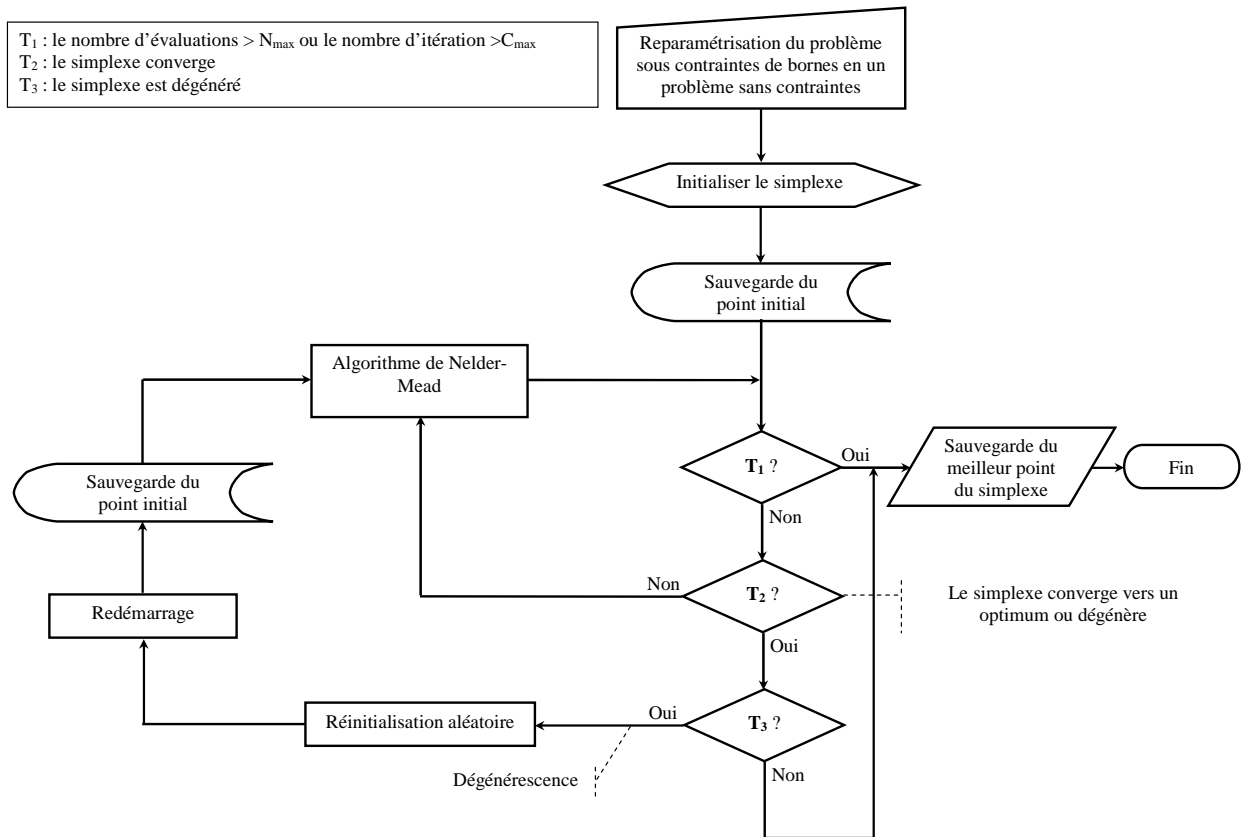 T₁ : le nombre d'évaluations > Nmax ou le nombre d'itération >Cmax
T₂ : le simplexe converge
T₃ : le simplexe est dégénéré
Reparamétrisation du problème
sous contraintes de bornes en un
problème sans contraintes
Initialiser le simplexe
Sauvegarde du
point initial
Algorithme de Nelder-
Mead
T₁ ?
Oui
Sauvegarde du
meilleur point
du simplexe
Fin
Sauvegarde du
point initial
Non
Non
T₂ ?
Le simplexe converge vers un
optimum ou dégénère
Redémarrage
Oui
Réinitialisation aléatoire
Oui
T₃ ?
Dégénérescence
Non